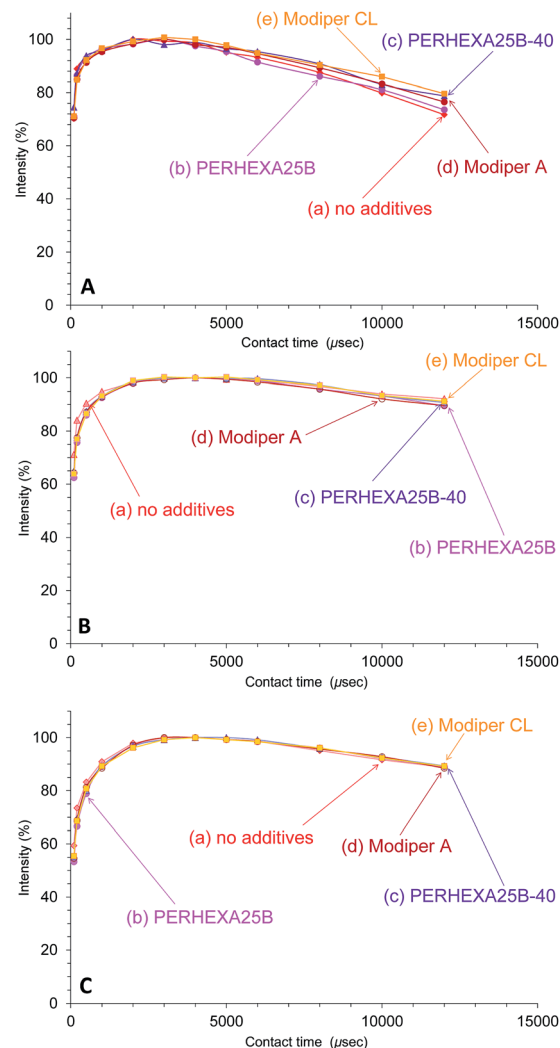 (e) Modiper CL
(c) PERHEXA25B-40
100
80
60
40
20
0
Intensity (%)
(b) PERHEXA25B
(d) Modiper A
(a) no additives
A
0 5000 10000 15000
Contact time (μsec)
(e) Modiper CL
100
80
60
40
20
0
Intensity (%)
(d) Modiper A
(a) no additives
(c) PERHEXA25B-40
(b) PERHEXA25B
B
0 5000 10000 15000
Contact time (μsec)
(e) Modiper CL
100
80
60
40
20
0
Intensity (%)
(a) no additives
(d) Modiper A
(b) PERHEXA25B
(c) PERHEXA25B-40
C
0 5000 10000 15000
Contact time (μsec)